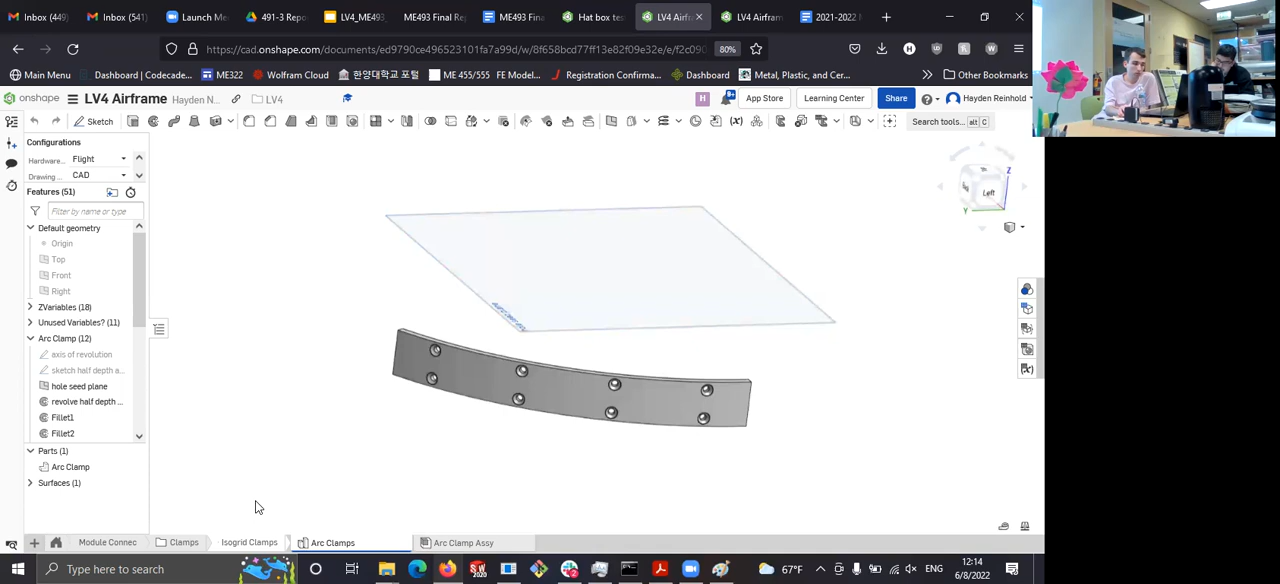 Inbox (449)
Inbox (541)
Launch Me
491-3 Repo
LV4_ME493_
ME493 Final Re
ME493 Fina
Hat box tes
LV4 Airfr
LV4 Airfram
2021-2022
https://cad.onshape.com/documents/ed9790ce496523101fa7a99d/w/8f658bcd77ff13e82f09e32e/e/f2c090
80%
Main Menu
Dashboard | Codecade...
ME322
Wolfram Cloud
한양대학교 포털
ME 455/555
FE Model...
Registration Confirma...
Dashboard
Metal, Plastic, and Cer...
Other Bookmarks
onshape
LV4 Airframe
Hayden N...
LV4
H
App Store
Learning Center
Share
Hayden Reinhold
Sketch
Search tools...
alt C
Configurations
Hardware...
Flight
Drawing...
CAD
Features (51)
Filter by name or type
Default geometry
Origin
Top
Front
Right
ZVariables (18)
Unused Variables? (11)
Arc Clamp (12)
axis of revolution
sketch half depth a...
hole seed plane
revolve half depth ...
Fillet1
Fillet2
Parts (1)
Arc Clamp
Surfaces (1)
Left
Z
Y
Module Connec
Clamps
Isogrid Clamps
Arc Clamps
Arc Clamp Assy
Type here to search
67°F
ENG
12:14
6/8/2022